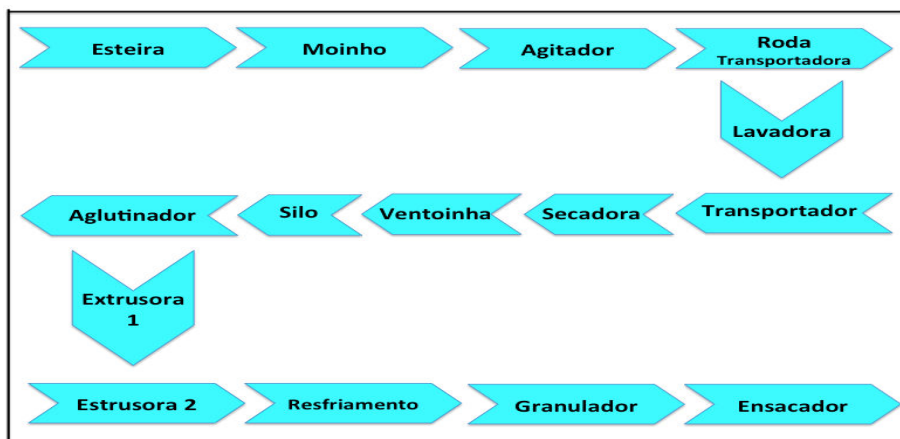 Esteira
Moinho
Agitador
Roda
Transportadora
Lavadora
Transportador
Secadora
Ventoinha
Silo
Aglutinador
Extrusora
1
Estrusora 2
Resfriamento
Granulador
Ensacador